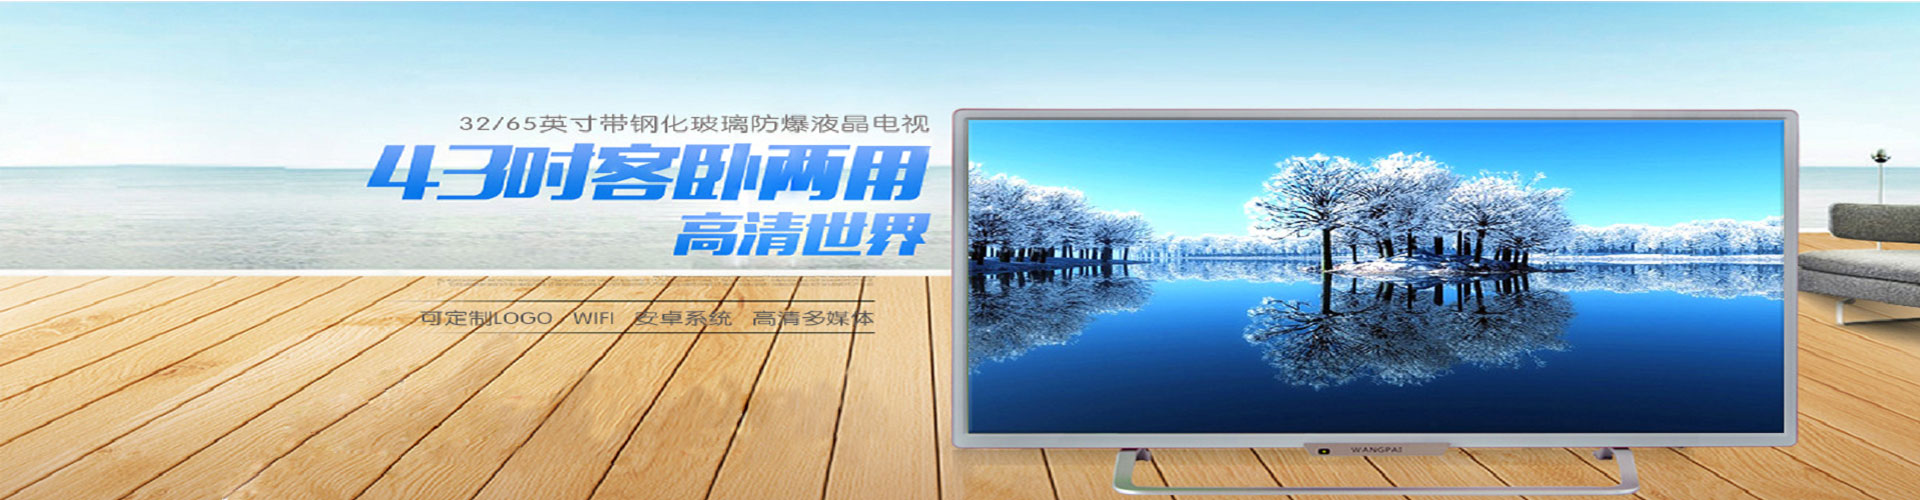 32/65英寸带钢化玻璃防爆液晶电视
43吋客卧两用
高清世界
可定制LOGO WIFI 安卓系统 高清多媒体
WANGPAI